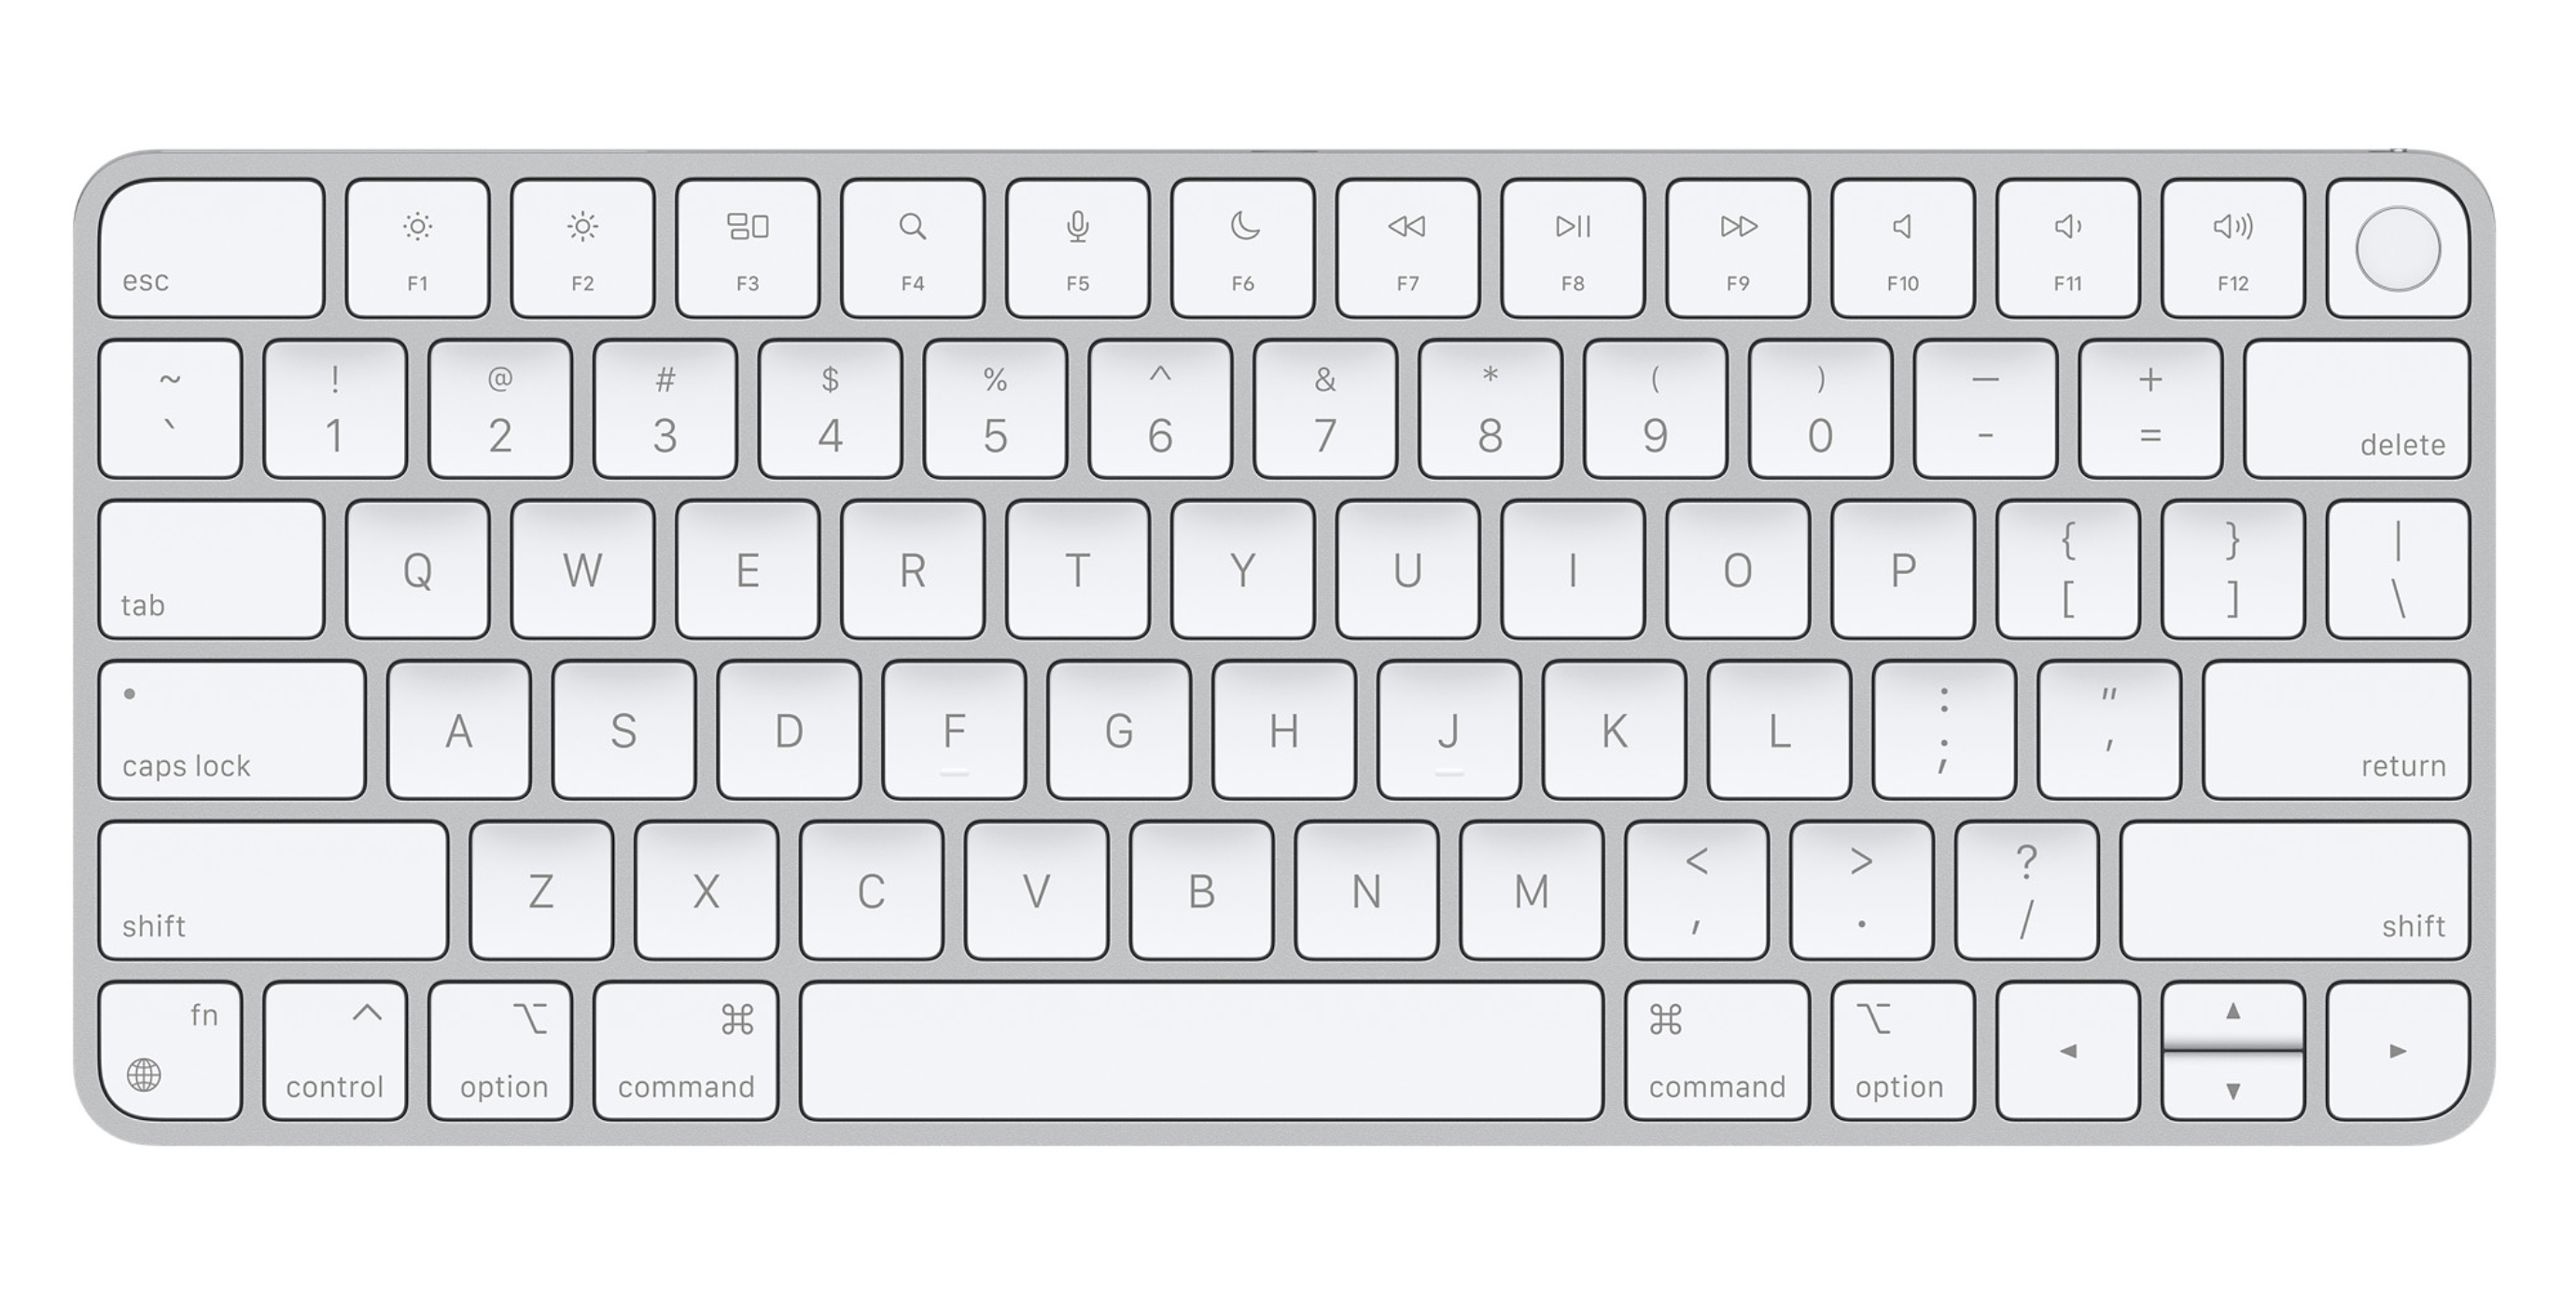 esc F1 F2 F3 F4 F5 F6 F7 F8 F9 F10 F11 F12
~ ! @ # $ % ^ & * ( ) — +
` 1 2 3 4 5 6 7 8 9 0 - = delete
{ } |
tab Q W E R T Y U I O P [ ] \
: "
caps lock A S D F G H J K L ; ' return
< > ?
shift Z X C V B N M , . / shift
fn ^ ⌥ ⌘ ⌘ ⌥ ▲
◀ ▶
control option command command option ▼